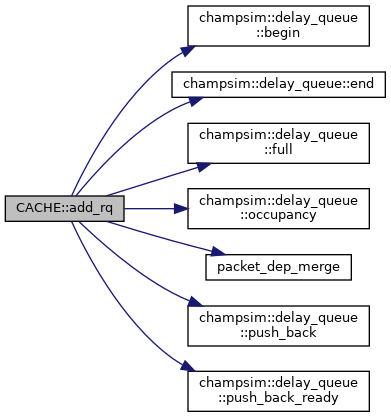 champsim::delay_queue
::begin
champsim::delay_queue::end
champsim::delay_queue
::full
CACHE::add_rq
champsim::delay_queue
::occupancy
packet_dep_merge
champsim::delay_queue
::push_back
champsim::delay_queue
::push_back_ready